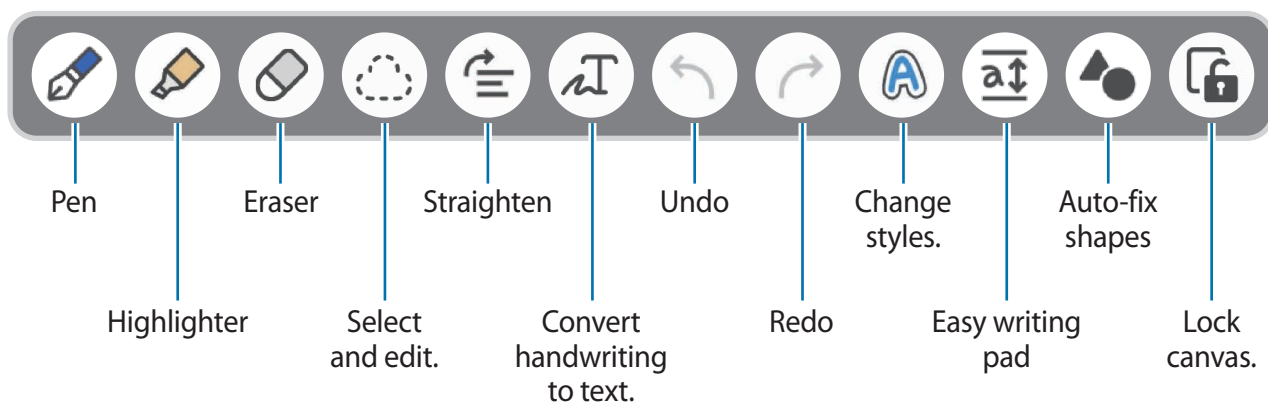 Pen
Eraser
Straighten
Undo
Change
styles.
Auto-fix
shapes
Highlighter
Select
and edit.
Convert
handwriting
to text.
Redo
Easy writing
pad
Lock
canvas.